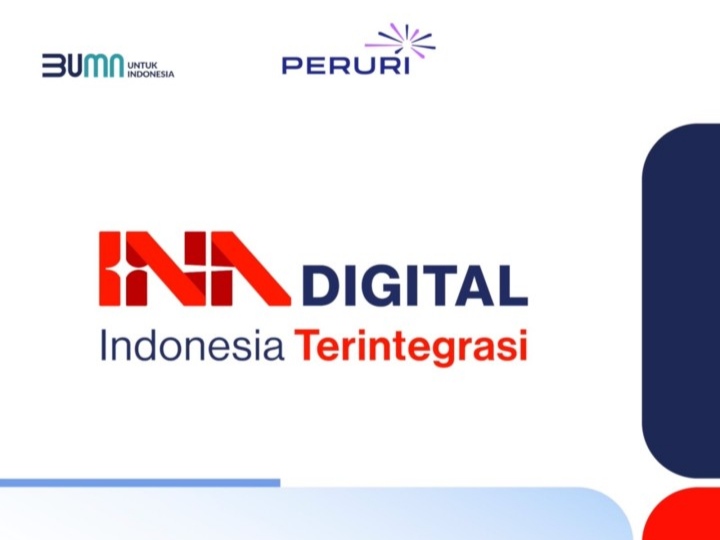 BUMN UNTUK
INDONESIA
PERURI
INA DIGITAL
Indonesia Terintegrasi